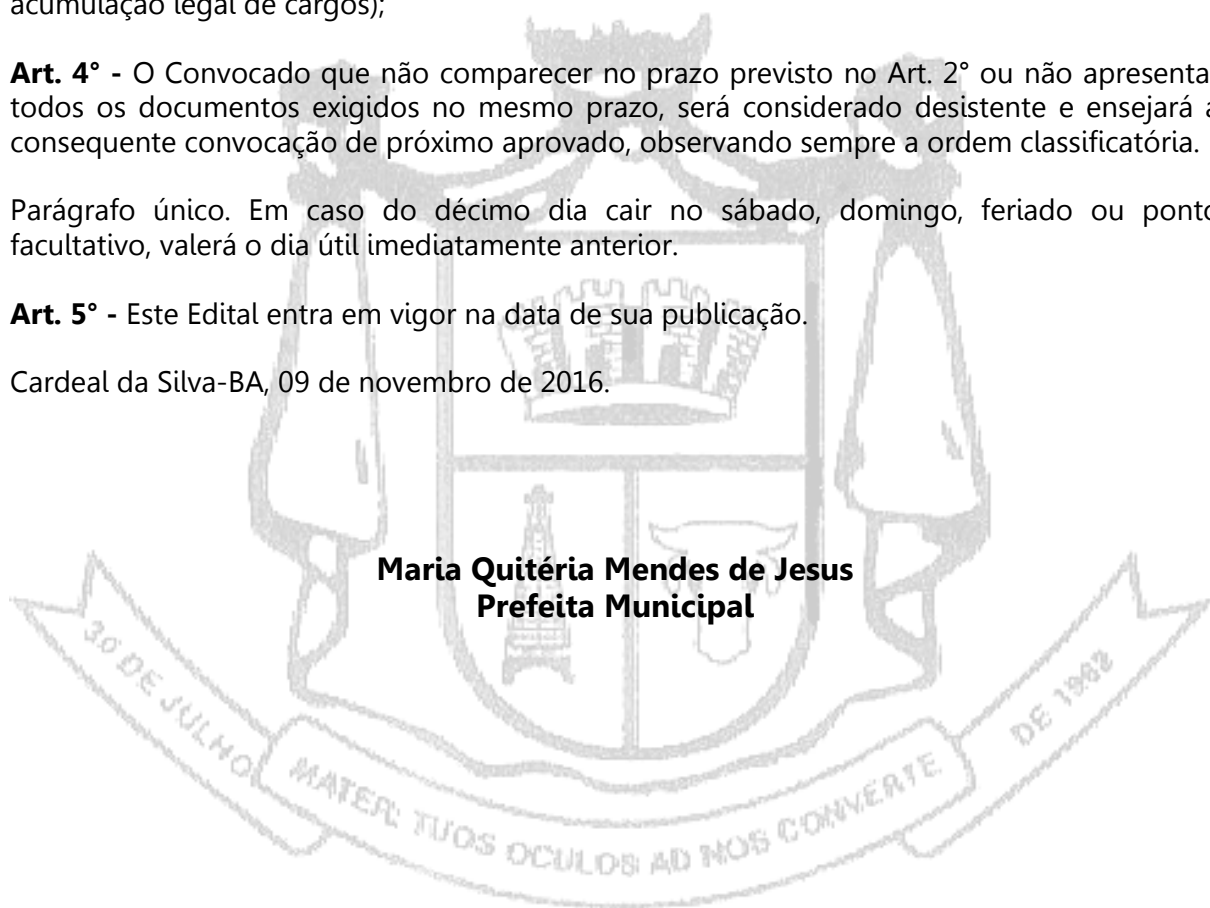 acumulação legal de cargos);
Art. 4° - O Convocado que não comparecer no prazo previsto no Art. 2° ou não apresenta
todos os documentos exigidos no mesmo prazo, será considerado desistente e ensejará a
consequente convocação de próximo aprovado, observando sempre a ordem classificatória.
Parágrafo único. Em caso do décimo dia cair no sábado, domingo, feriado ou ponto
facultativo, valerá o dia útil imediatamente anterior.
Art. 5° - Este Edital entra em vigor na data de sua publicação.
Cardeal da Silva-BA, 09 de novembro de 2016.
Maria Quitéria Mendes de Jesus
Prefeita Municipal
30 DE JULHO
DE 1962
MATER; TUOS OCULOS AD NOS CONVERTE